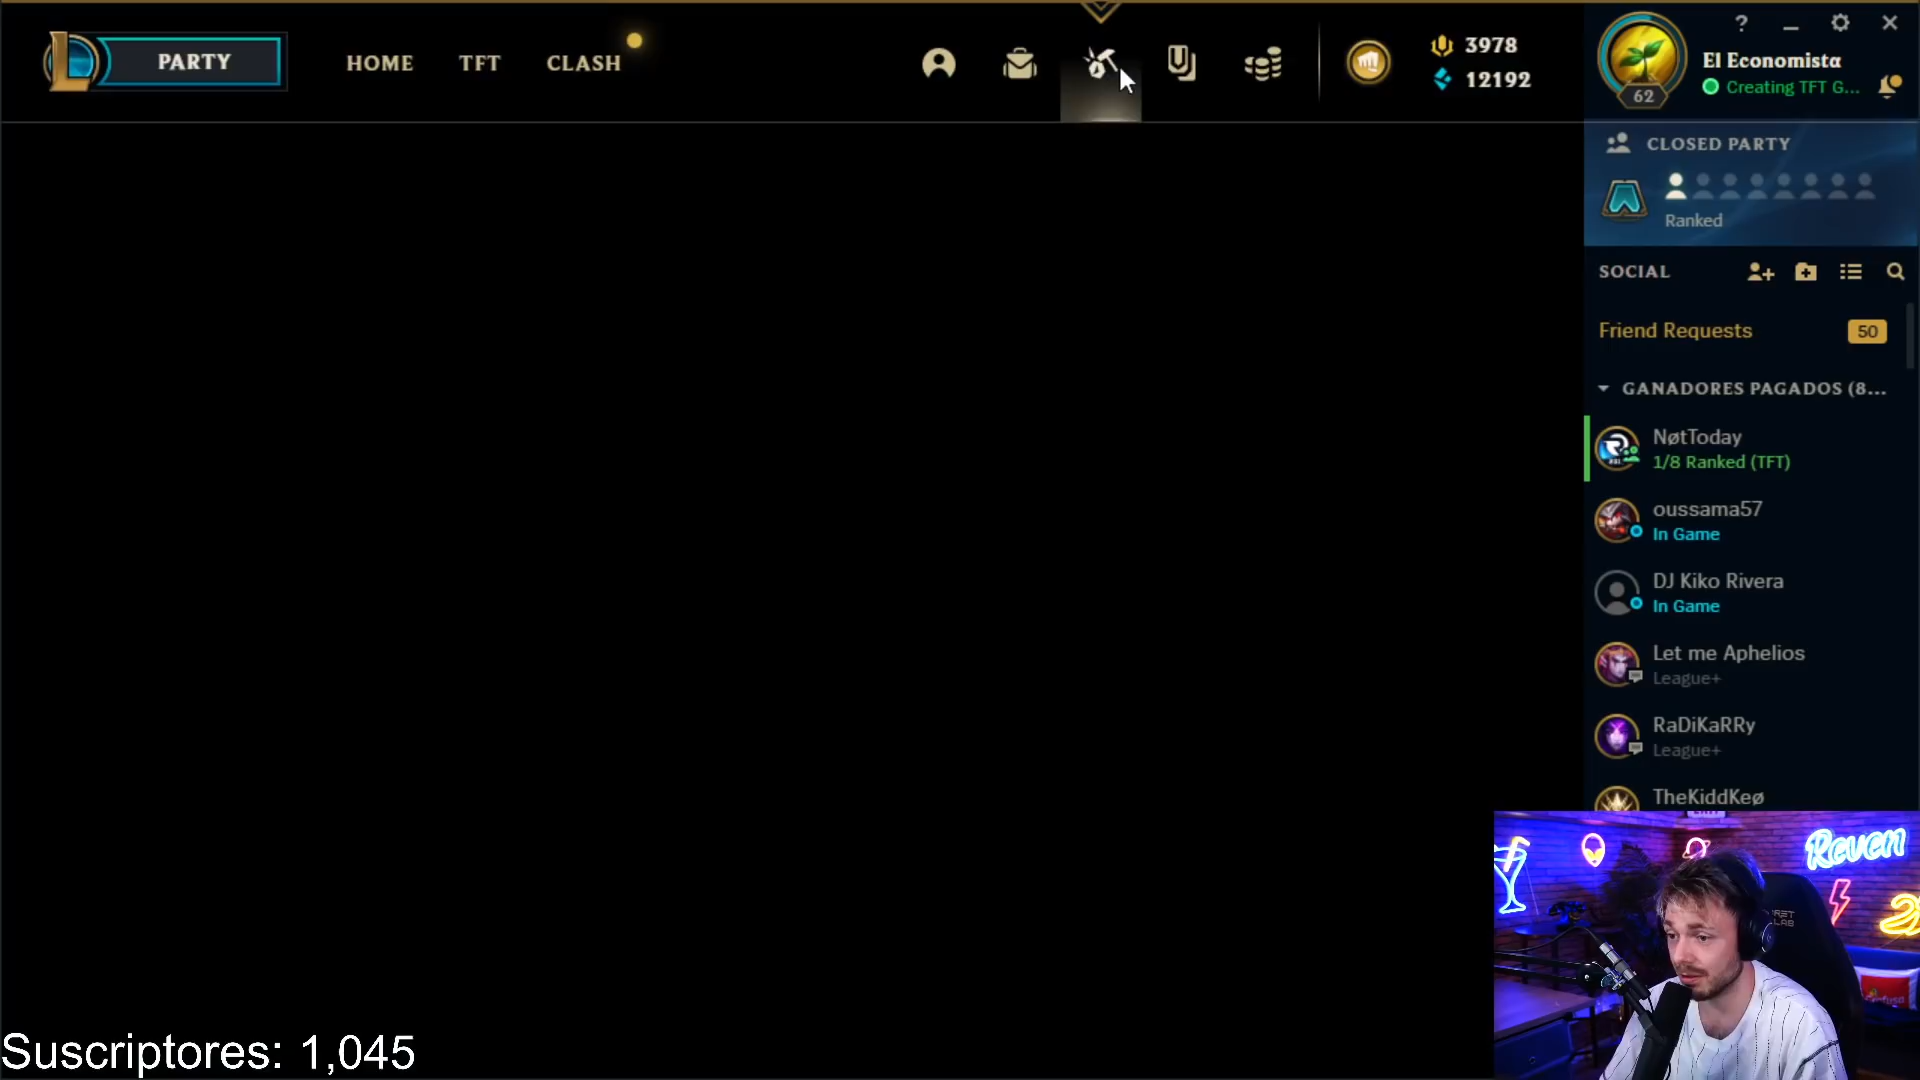 PARTY
HOME
TFT
CLASH
3978
12192
?
El Economista
62
Creating TFT G...
CLOSED PARTY
Ranked
SOCIAL
Friend Requests
50
GANADORES PAGADOS (8...
NøtToday
1/8 Ranked (TFT)
oussama57
In Game
DJ Kiko Rivera
In Game
Let me Aphelios
League+
RaDiKaRRy
League+
TheKiddKeø
Reven
Suscriptores: 1,045